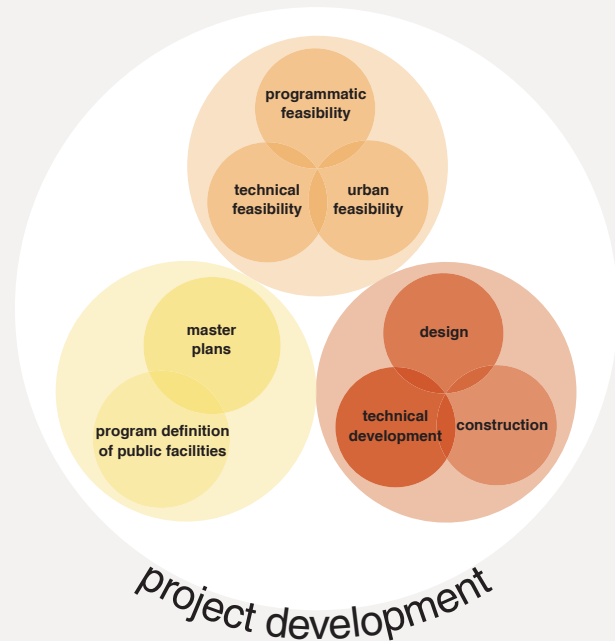 programmatic
feasibility
technical
feasibility
urban
feasibility
master
plans
program definition
of public facilities
design
technical
development
construction
project development